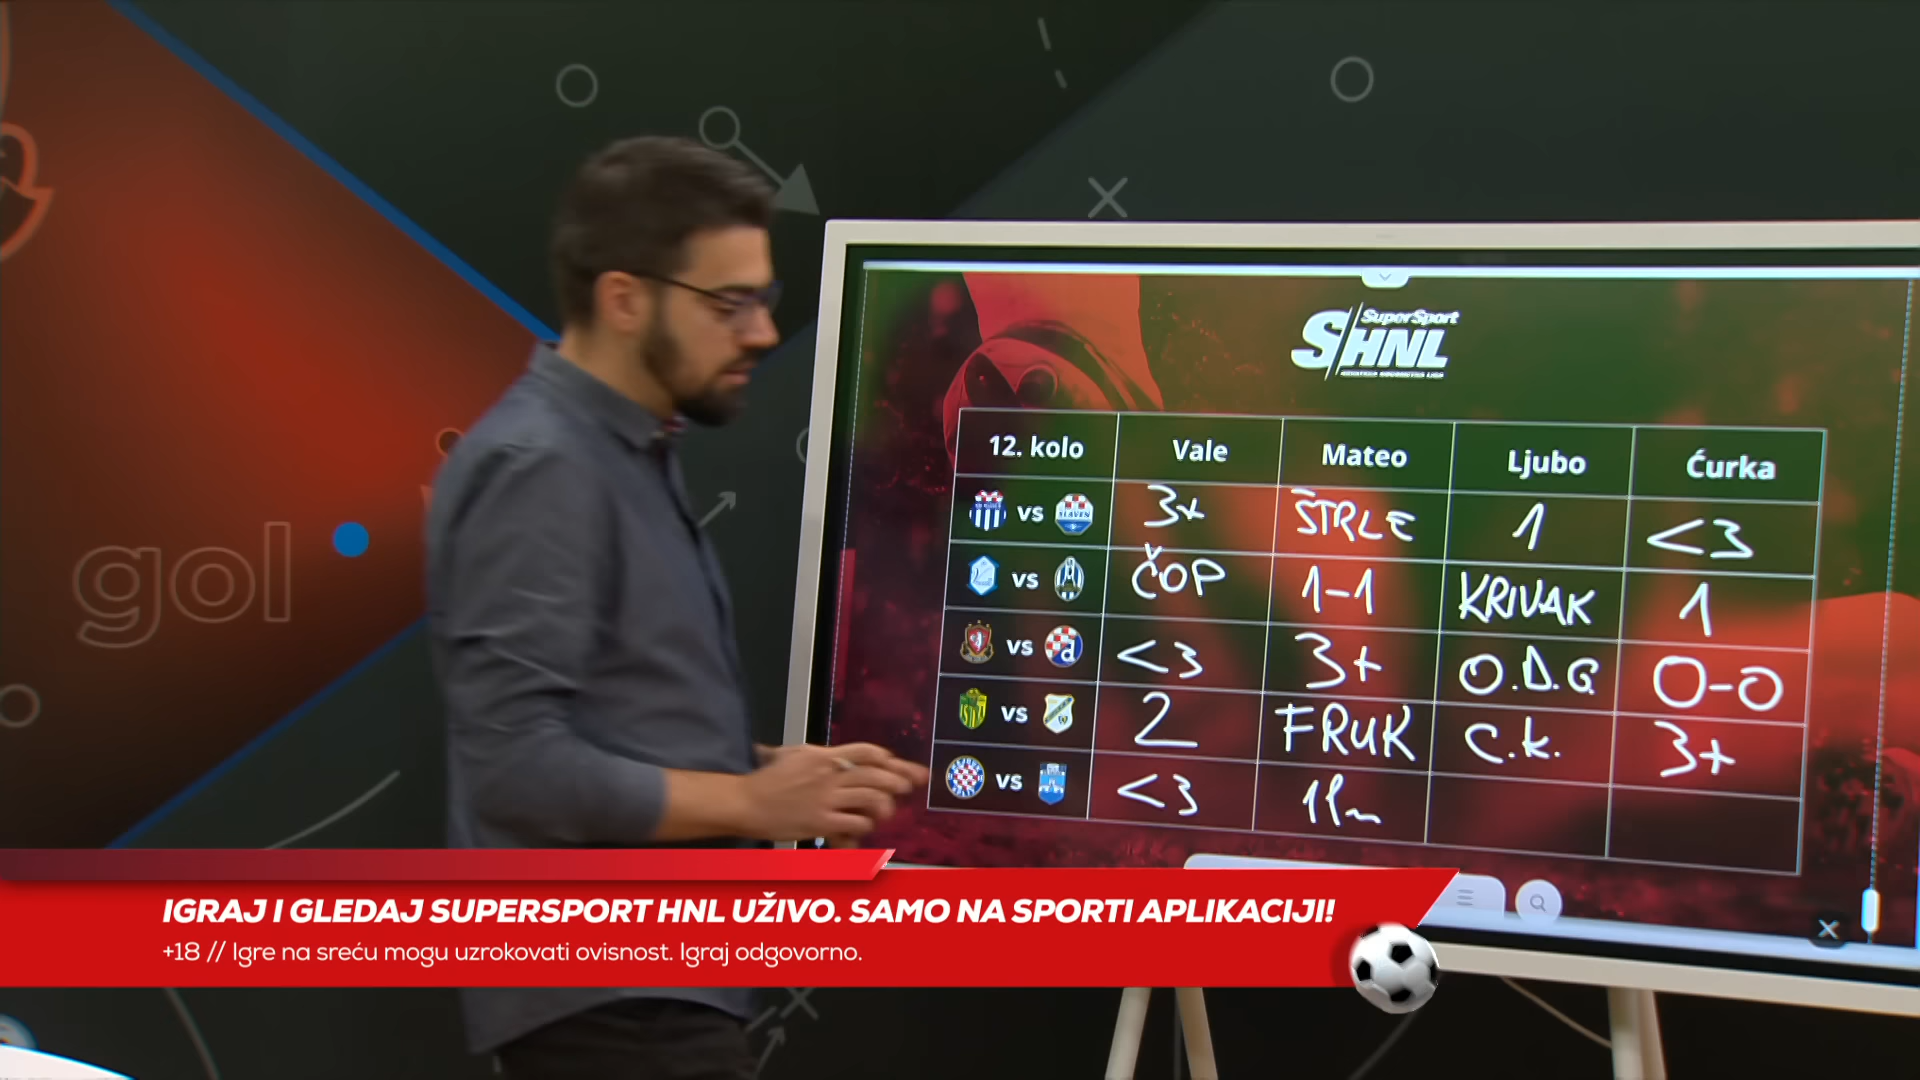 gol
SuperSport
HNL
12. kolo Vale Mateo Ljubo Ćurka
vs SLAVEN 3+ ŠTRLE 1 <3
vs ČOP 1-1 KRIVAK 1
vs <3 3+ O.D.G 0-0
vs 2 FRUK C.K. 3+
vs <3
IGRAJ I GLEDAJ SUPERSPORT HNL UŽIVO. SAMO NA SPORTI APLIKACIJI!
+18 // Igre na sreću mogu uzrokovati ovisnost. Igraj odgovorno.